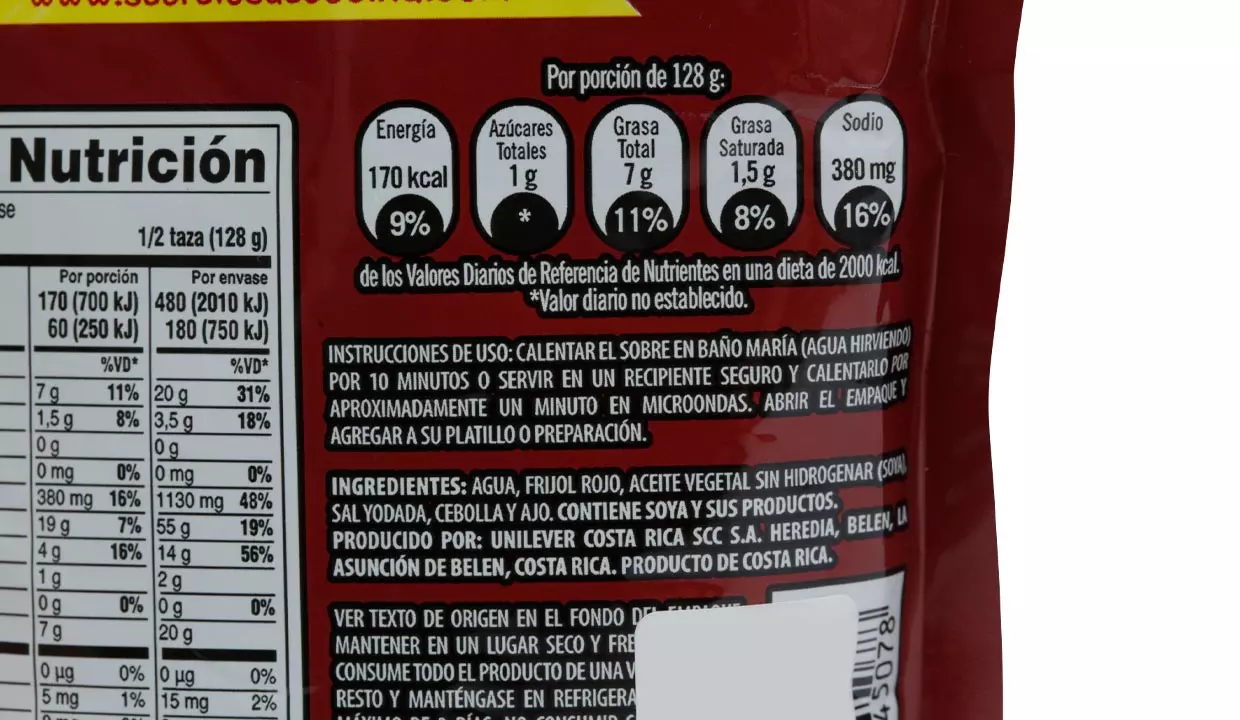 Por porción de 128 g:
Energía
170 kcal
9%
Azúcares
Totales
1 g
*
Grasa
Total
7 g
11%
Grasa
Saturada
1,5 g
8%
Sodio
380 mg
16%
de los Valores Diarios de Referencia de Nutrientes en una dieta de 2000 kcal.
*Valor diario no establecido.
Nutrición
1/2 taza (128 g)
Por porción Por envase
170 (700 kJ) 480 (2010 kJ)
60 (250 kJ) 180 (750 kJ)
%VD* %VD*
7 g 11% 20 g 31%
1,5 g 8% 3,5 g 18%
0 g 0 g
0 mg 0% 0 mg 0%
380 mg 16% 1130 mg 48%
19 g 7% 55 g 19%
4 g 16% 14 g 56%
1 g 2 g
0 g 0% 0 g 0%
7 g 20 g
0 µg 0% 0 µg 0%
5 mg 1% 15 mg 2%
INSTRUCCIONES DE USO: CALENTAR EL SOBRE EN BAÑO MARÍA (AGUA HIRVIENDO)
POR 10 MINUTOS O SERVIR EN UN RECIPIENTE SEGURO Y CALENTARLO POR
APROXIMADAMENTE UN MINUTO EN MICROONDAS. ABRIR EL EMPAQUE Y
AGREGAR A SU PLATILLO O PREPARACIÓN.
INGREDIENTES: AGUA, FRIJOL ROJO, ACEITE VEGETAL SIN HIDROGENAR (SOYA),
SAL YODADA, CEBOLLA Y AJO. CONTIENE SOYA Y SUS PRODUCTOS.
PRODUCIDO POR: UNILEVER COSTA RICA SCC S.A. HEREDIA, BELEN, LA
ASUNCIÓN DE BELEN, COSTA RICA. PRODUCTO DE COSTA RICA.
VER TEXTO DE ORIGEN EN EL FONDO DEL
MANTENER EN UN LUGAR SECO Y FRE
CONSUME TODO EL PRODUCTO DE UNA V
RESTO Y MANTÉNGASE EN REFRIGERA
45078